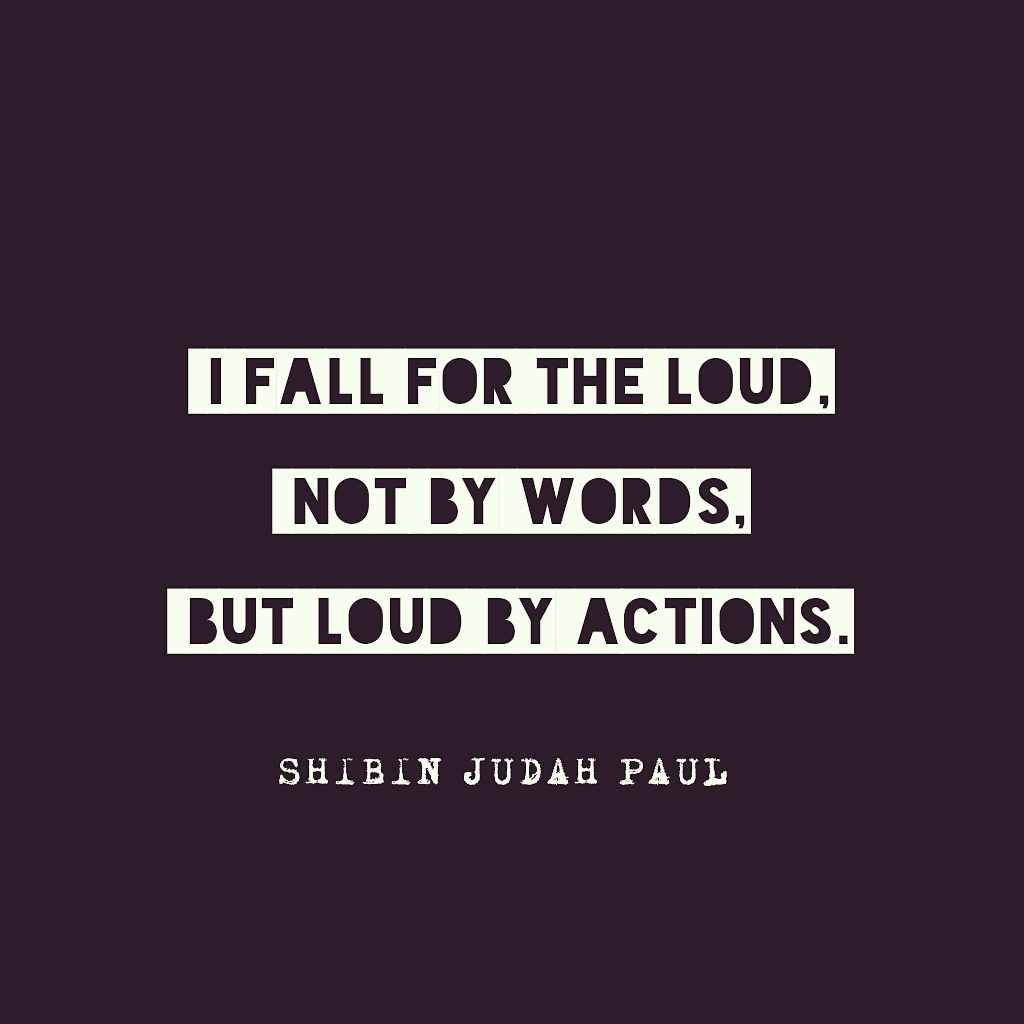 I FALL FOR THE LOUD,
NOT BY WORDS,
BUT LOUD BY ACTIONS.
SHIBIN JUDAH PAUL